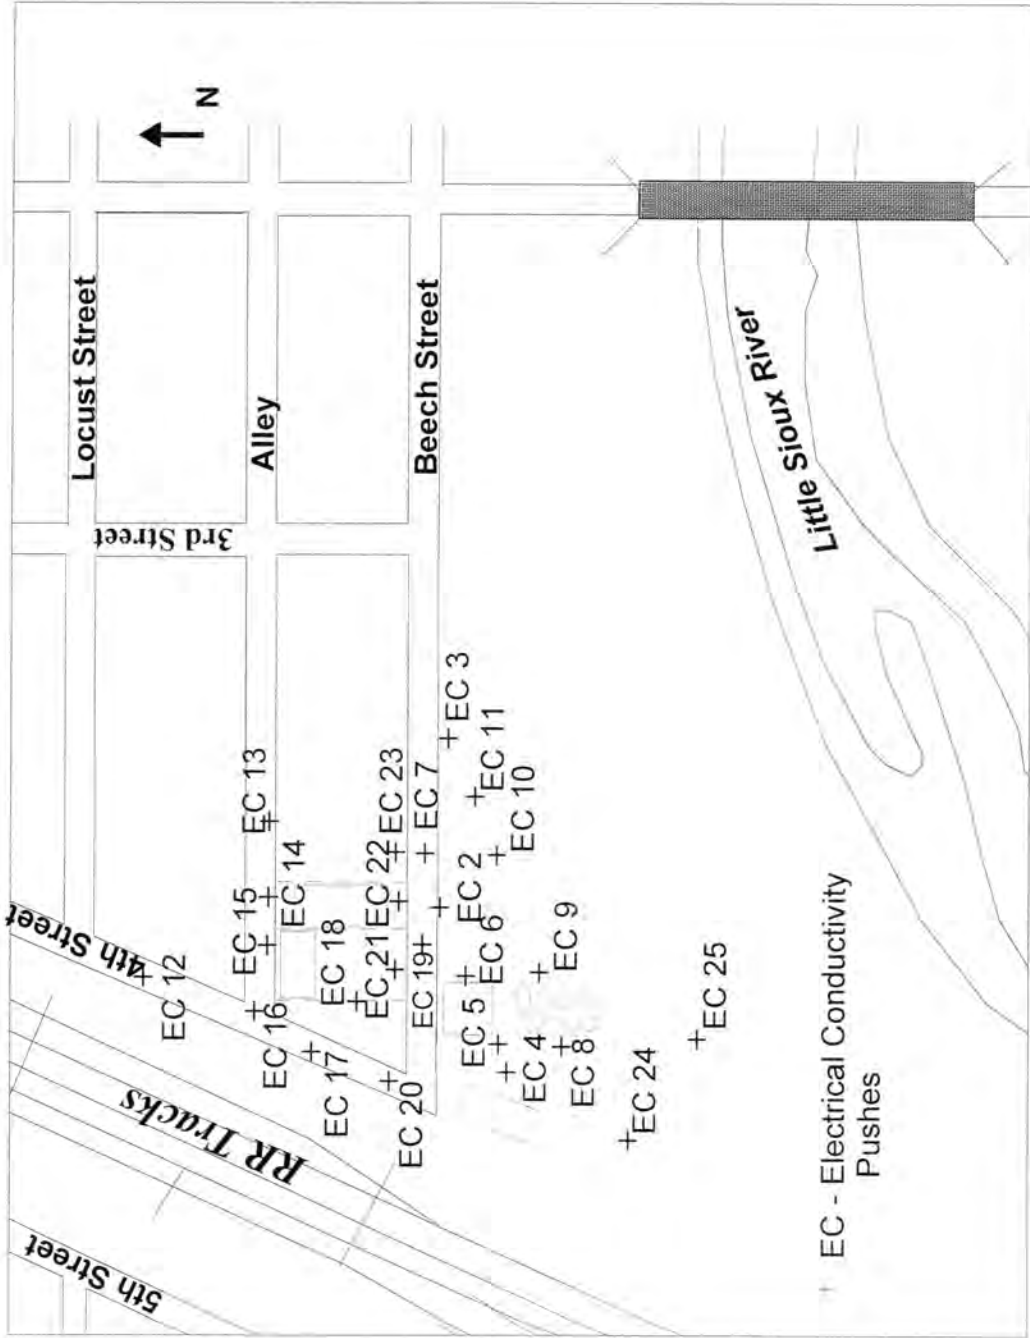 N
Locust Street
Alley
Beech Street
3rd Street
4th Street
5th Street
RR Tracks
Little Sioux River
EC 12
EC 13
EC 15
EC 14
EC 16
EC 17
EC 18
EC 20
EC 21
EC 22
EC 23
EC 19
EC 7
EC 3
EC 11
EC 10
EC 2
EC 6
EC 5
EC 4
EC 9
EC 8
EC 24
EC 25
EC - Electrical Conductivity
Pushes